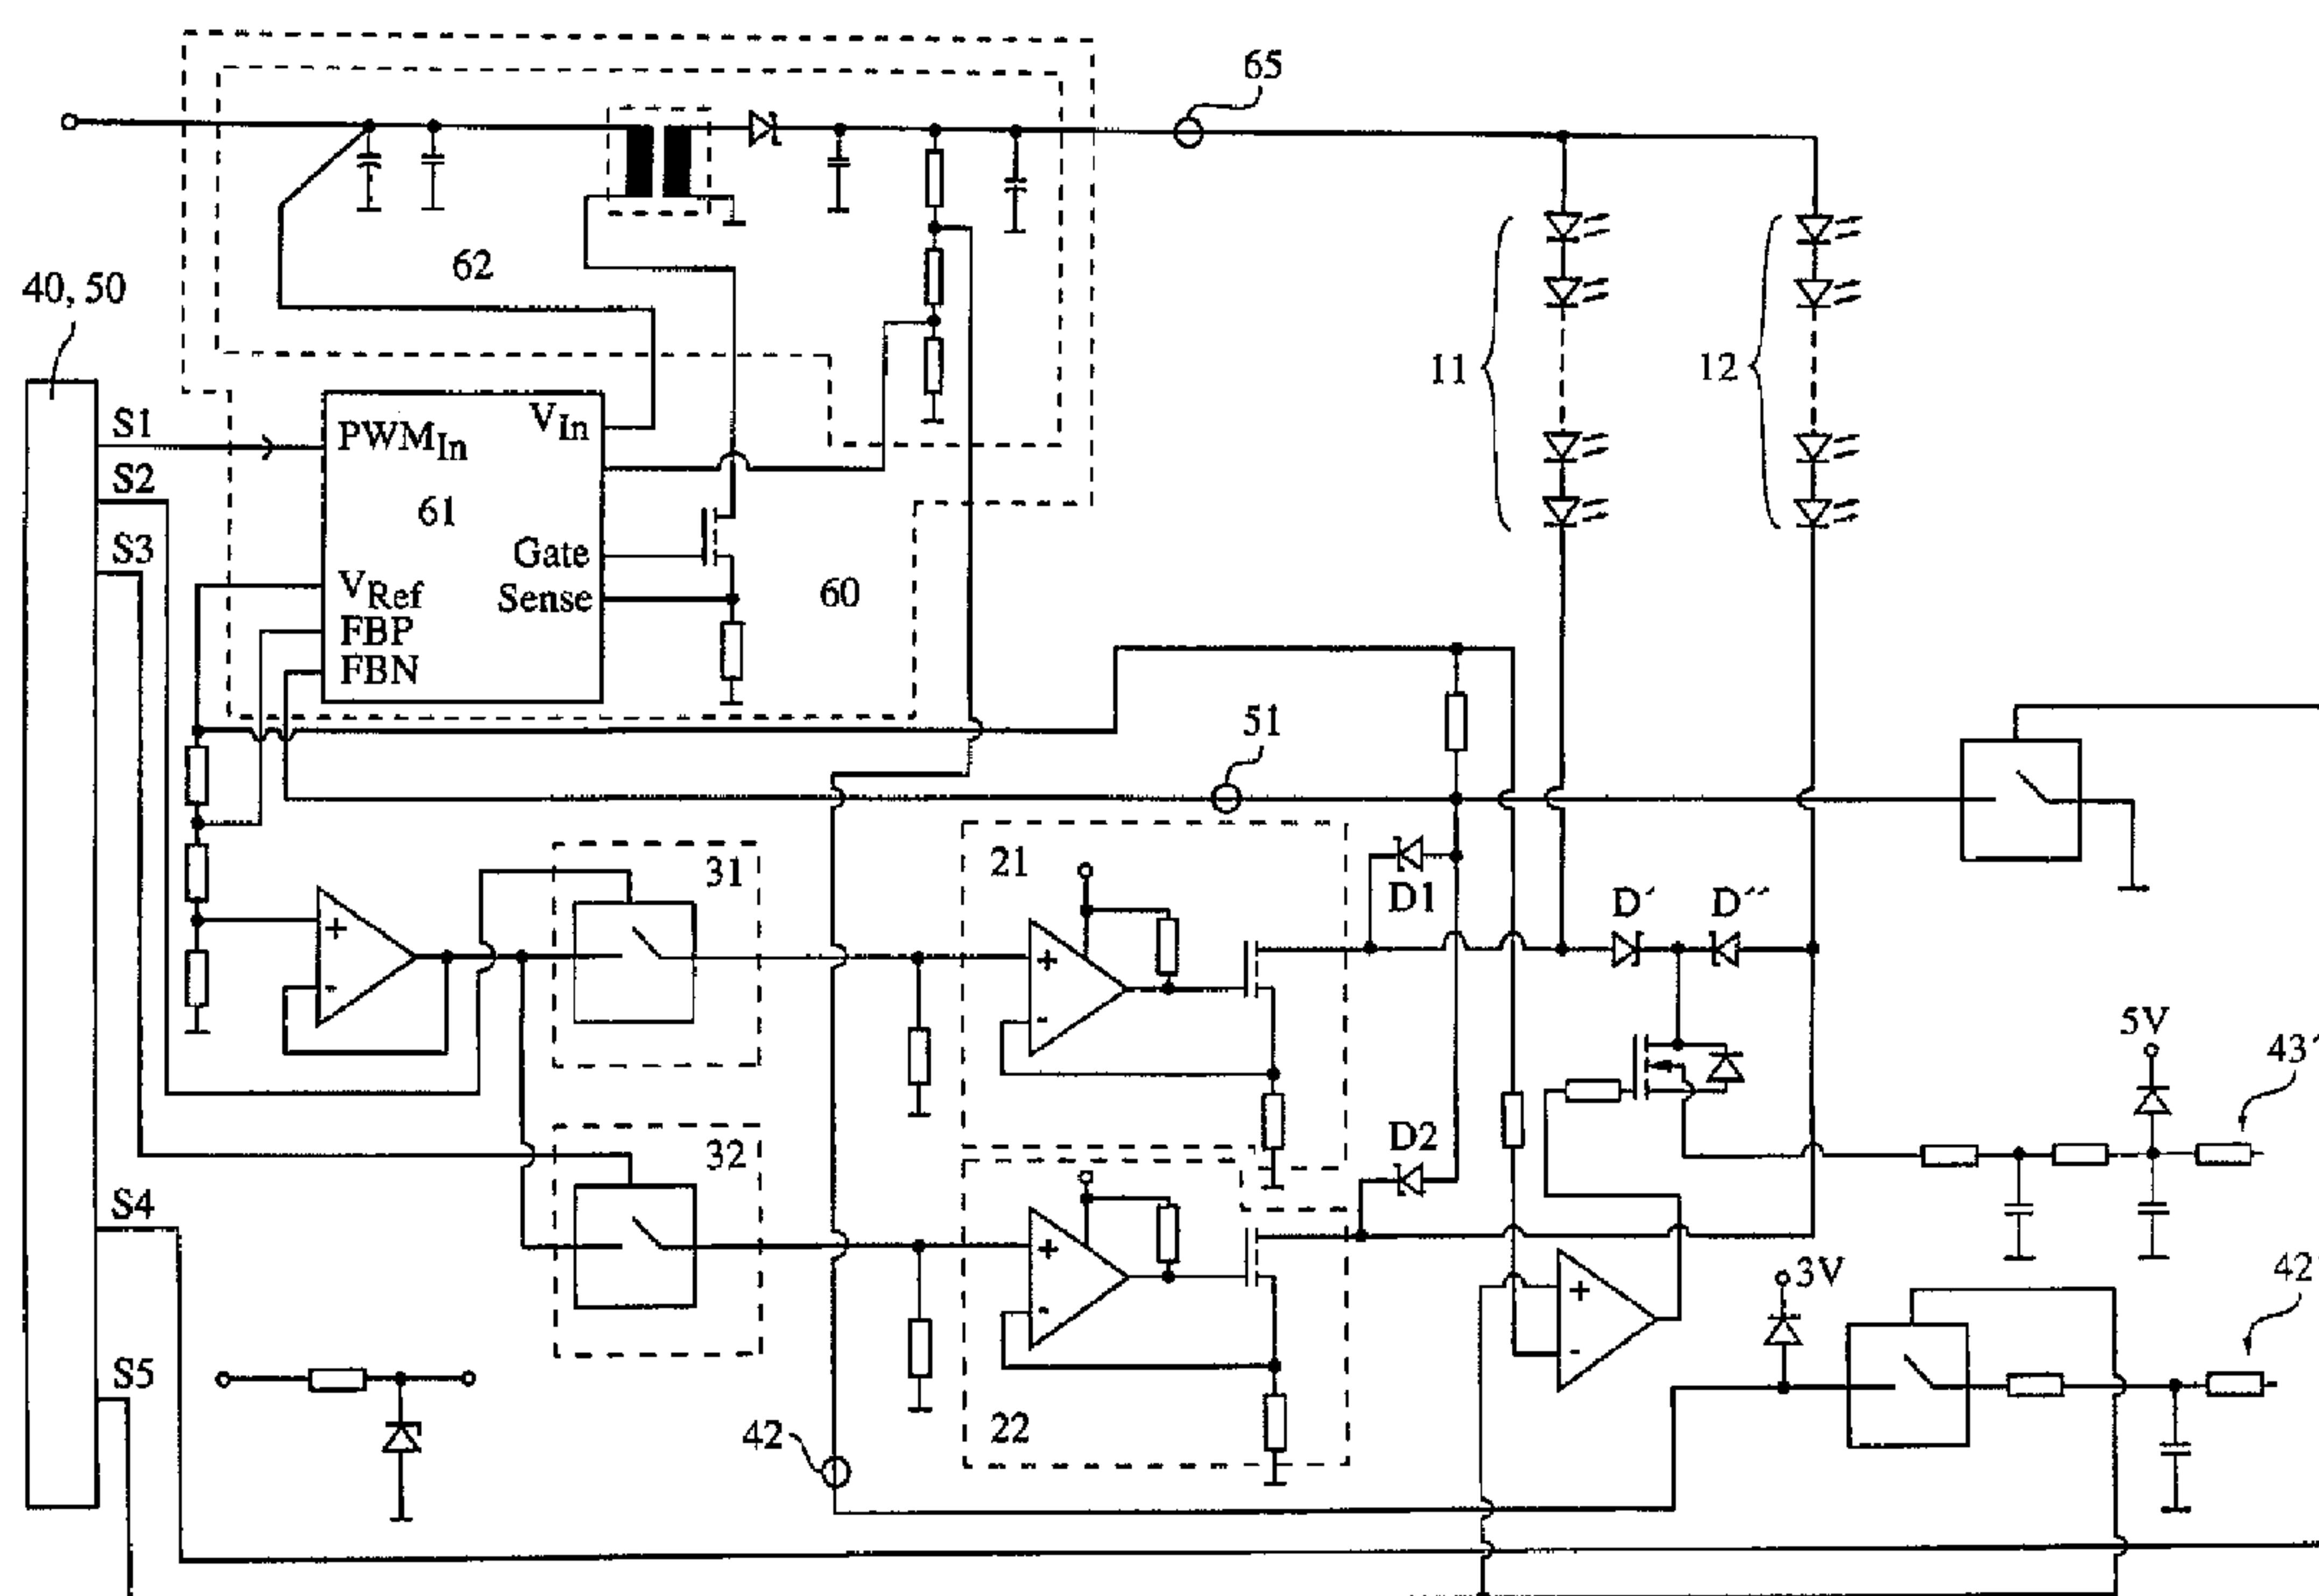 65
62
40, 50
11
12
S1
PWMIn
VIn
S2
61
S3
Gate
VRef
Sense
60
FBP
FBN
51
31
21
D1
D´
D´´
+
-
+
-
5V
43´
32
D2
S4
+
-
3V
42´
+
-
S5
42
22